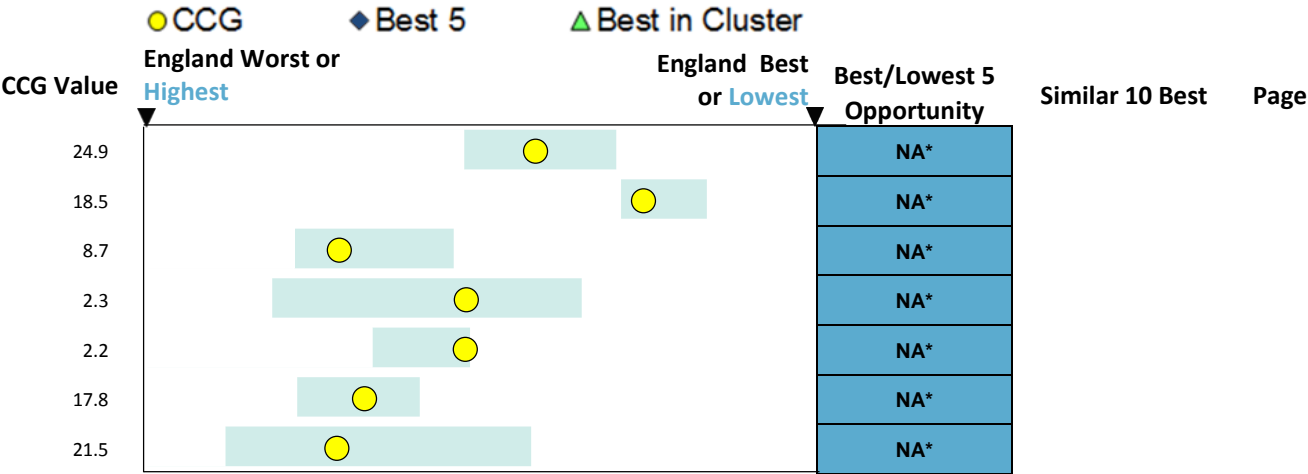 CCG Best 5 Best in Cluster
CCG Value England Worst or Highest England Best or Lowest Best/Lowest 5 Opportunity Similar 10 Best Page
24.9 NA*
18.5 NA*
8.7 NA*
2.3 NA*
2.2 NA*
17.8 NA*
21.5 NA*